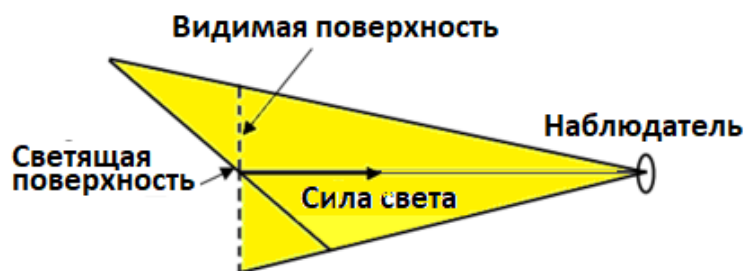 Видимая поверхность
Наблюдатель
Светящая
поверхность
Сила света